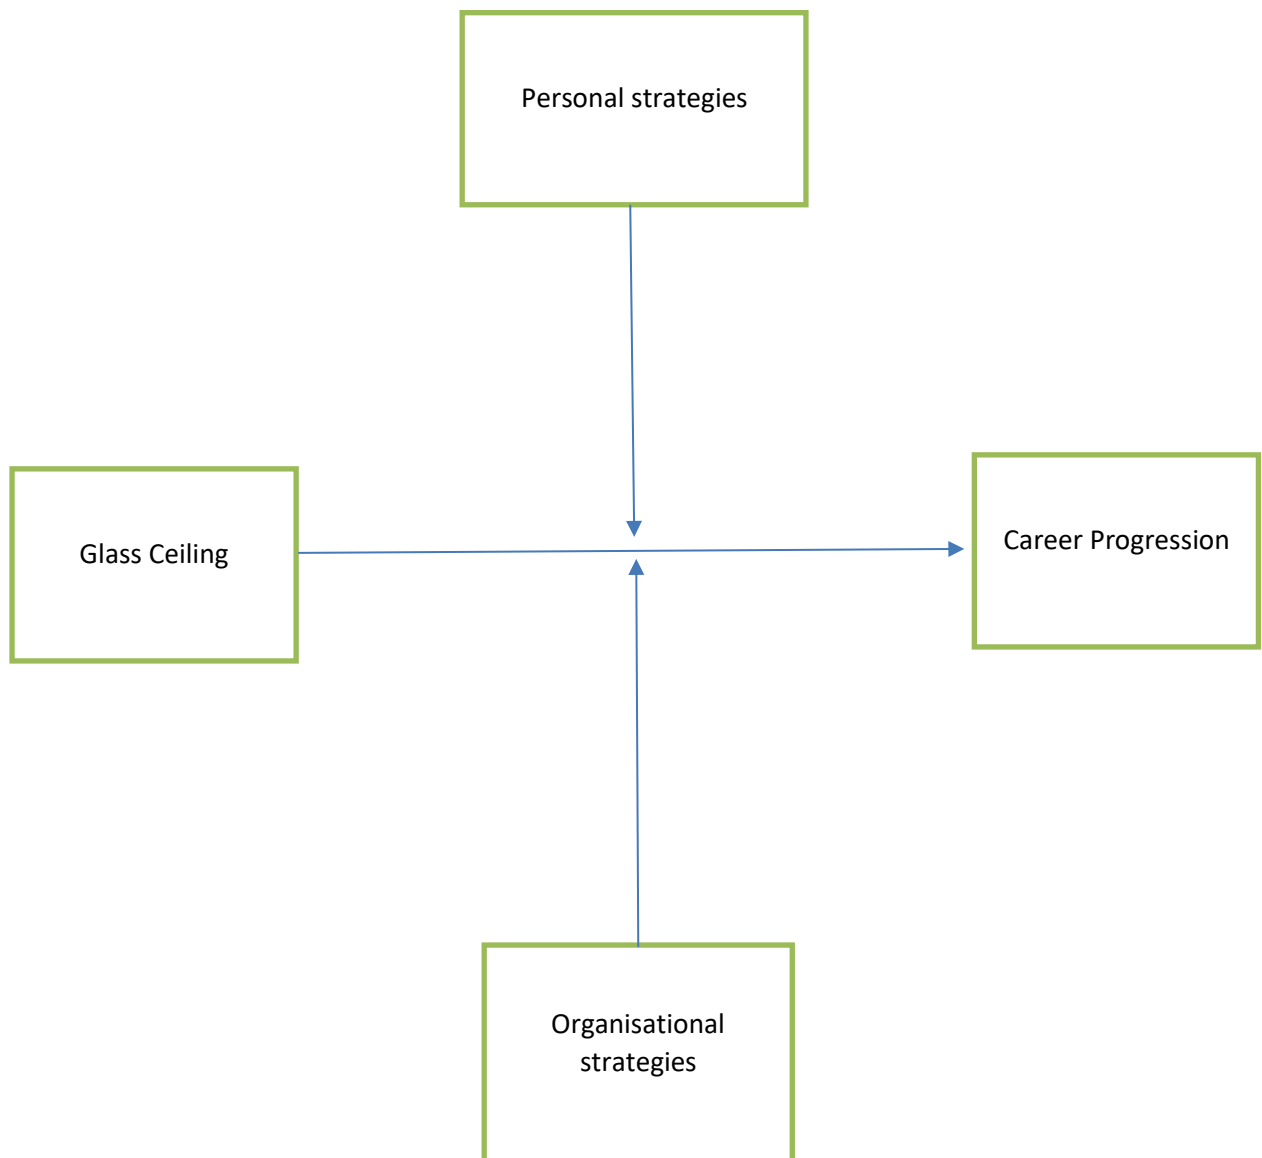 Personal strategies
Glass Ceiling
Career Progression
Organisational
strategies